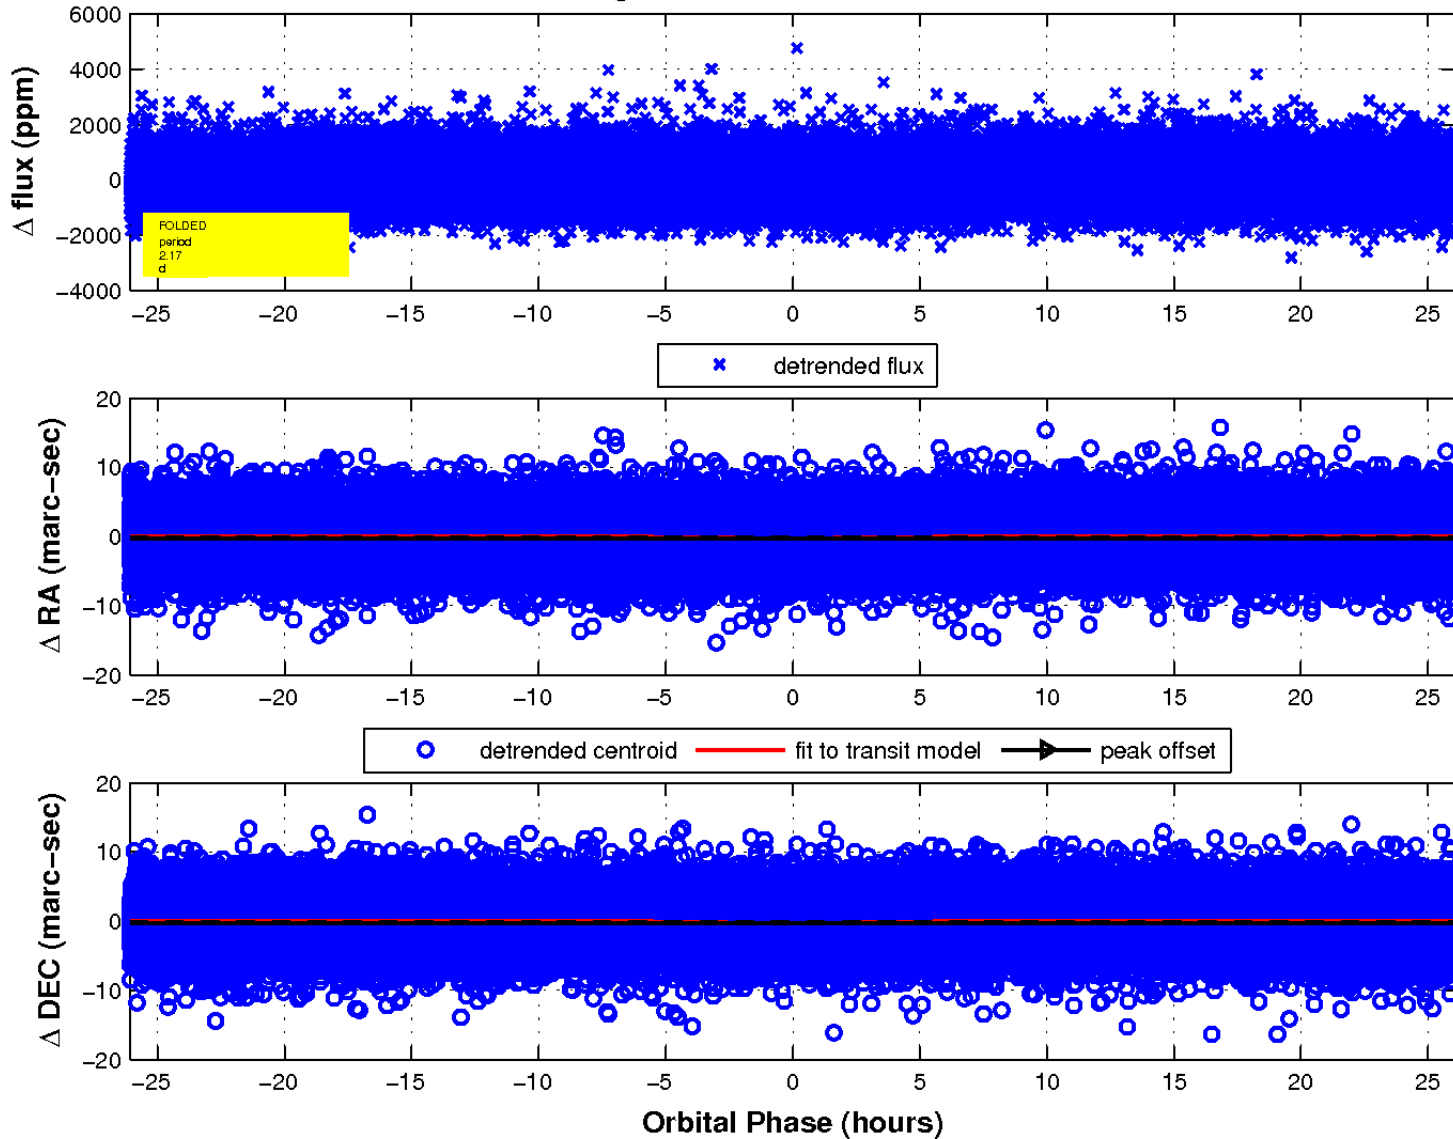 6000
4000
2000
0
−2000
−4000
Δ flux (ppm)
FOLDED
period
2.17
d
−25 −20 −15 −10 −5 0 5 10 15 20 25
detrended flux
20
10
0
−10
−20
Δ RA (marc−sec)
−25 −20 −15 −10 −5 0 5 10 15 20 25
detrended centroid fit to transit model peak offset
20
10
0
−10
−20
Δ DEC (marc−sec)
−25 −20 −15 −10 −5 0 5 10 15 20 25
Orbital Phase (hours)